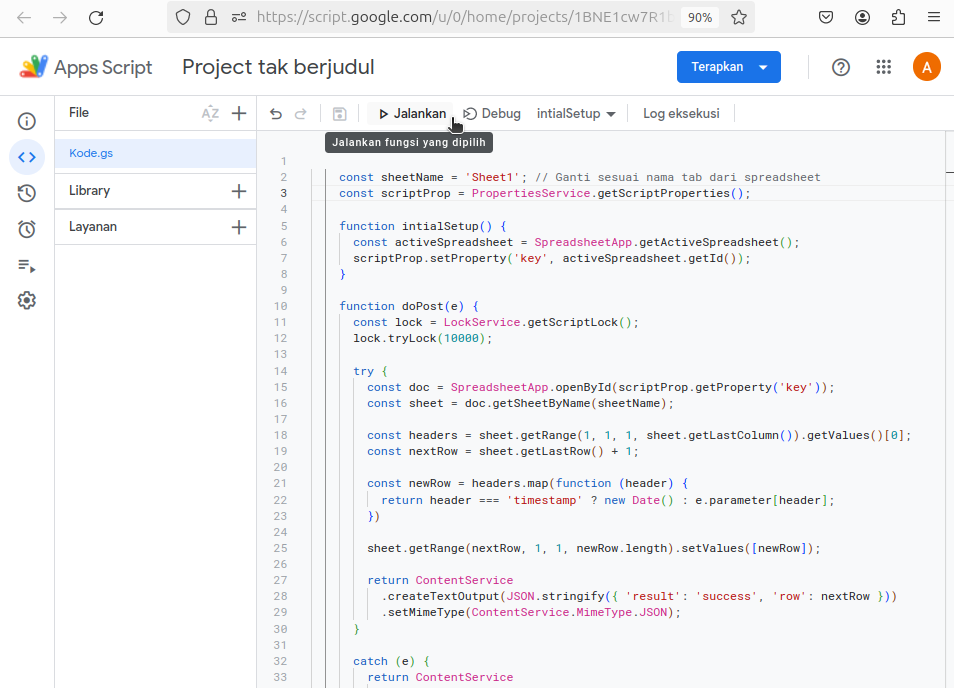 https://script.google.com/u/0/home/projects/1BNE1cw7R1
90%
Apps Script
Project tak berjudul
Terapkan
A
File
AZ
Jalankan
Debug
intialSetup
Log eksekusi
Jalankan fungsi yang dipilih
Kode.gs
Library
Layanan
1
2 const sheetName = 'Sheet1'; // Ganti sesuai nama tab dari spreadsheet
3 const scriptProp = PropertiesService.getScriptProperties();
4
5 function intialSetup() {
6 const activeSpreadsheet = SpreadsheetApp.getActiveSpreadsheet();
7 scriptProp.setProperty('key', activeSpreadsheet.getId());
8 }
9
10 function doPost(e) {
11 const lock = LockService.getScriptLock();
12 lock.tryLock(10000);
13
14 try {
15 const doc = SpreadsheetApp.openById(scriptProp.getProperty('key'));
16 const sheet = doc.getSheetByName(sheetName);
17
18 const headers = sheet.getRange(1, 1, 1, sheet.getLastColumn()).getValues()[0];
19 const nextRow = sheet.getLastRow() + 1;
20
21 const newRow = headers.map(function (header) {
22 return header === 'timestamp' ? new Date() : e.parameter[header];
23 })
24
25 sheet.getRange(nextRow, 1, 1, newRow.length).setValues([newRow]);
26
27 return ContentService
28 .createTextOutput(JSON.stringify({ 'result': 'success', 'row': nextRow }))
29 .setMimeType(ContentService.MimeType.JSON);
30 }
31
32 catch (e) {
33 return ContentService